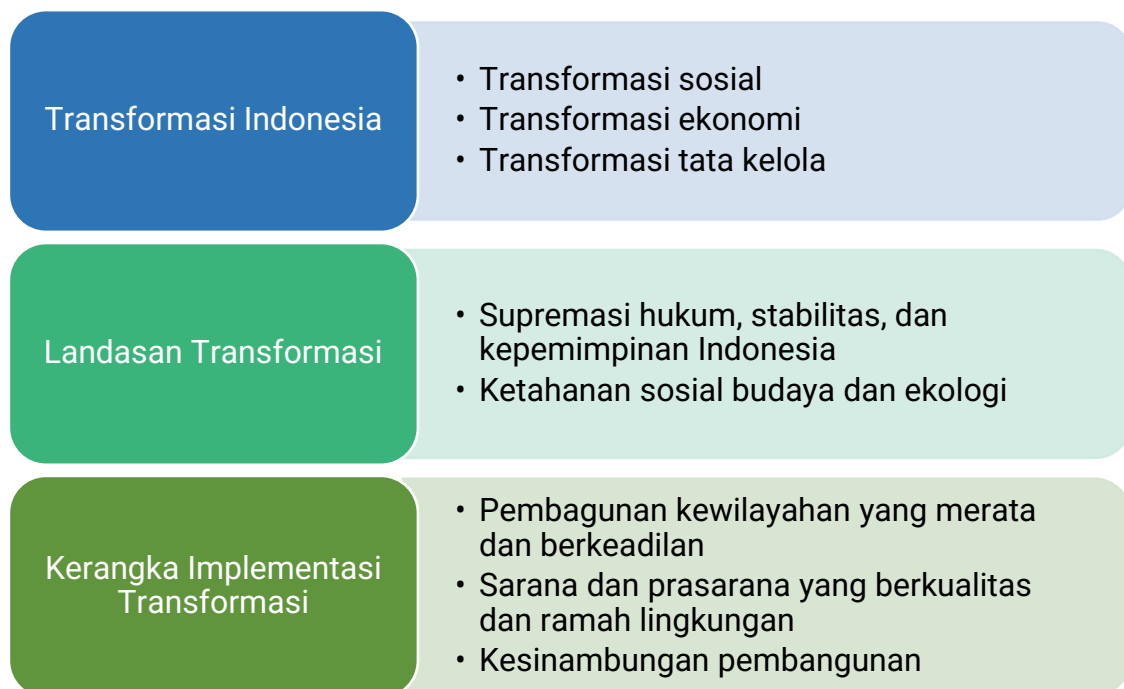 Transformasi Indonesia
• Transformasi sosial
• Transformasi ekonomi
• Transformasi tata kelola
Landasan Transformasi
• Supremasi hukum, stabilitas, dan
kepemimpinan Indonesia
• Ketahanan sosial budaya dan ekologi
Kerangka Implementasi
Transformasi
• Pembagunan kewilayahan yang merata
dan berkeadilan
• Sarana dan prasarana yang berkualitas
dan ramah lingkungan
• Kesinambungan pembangunan